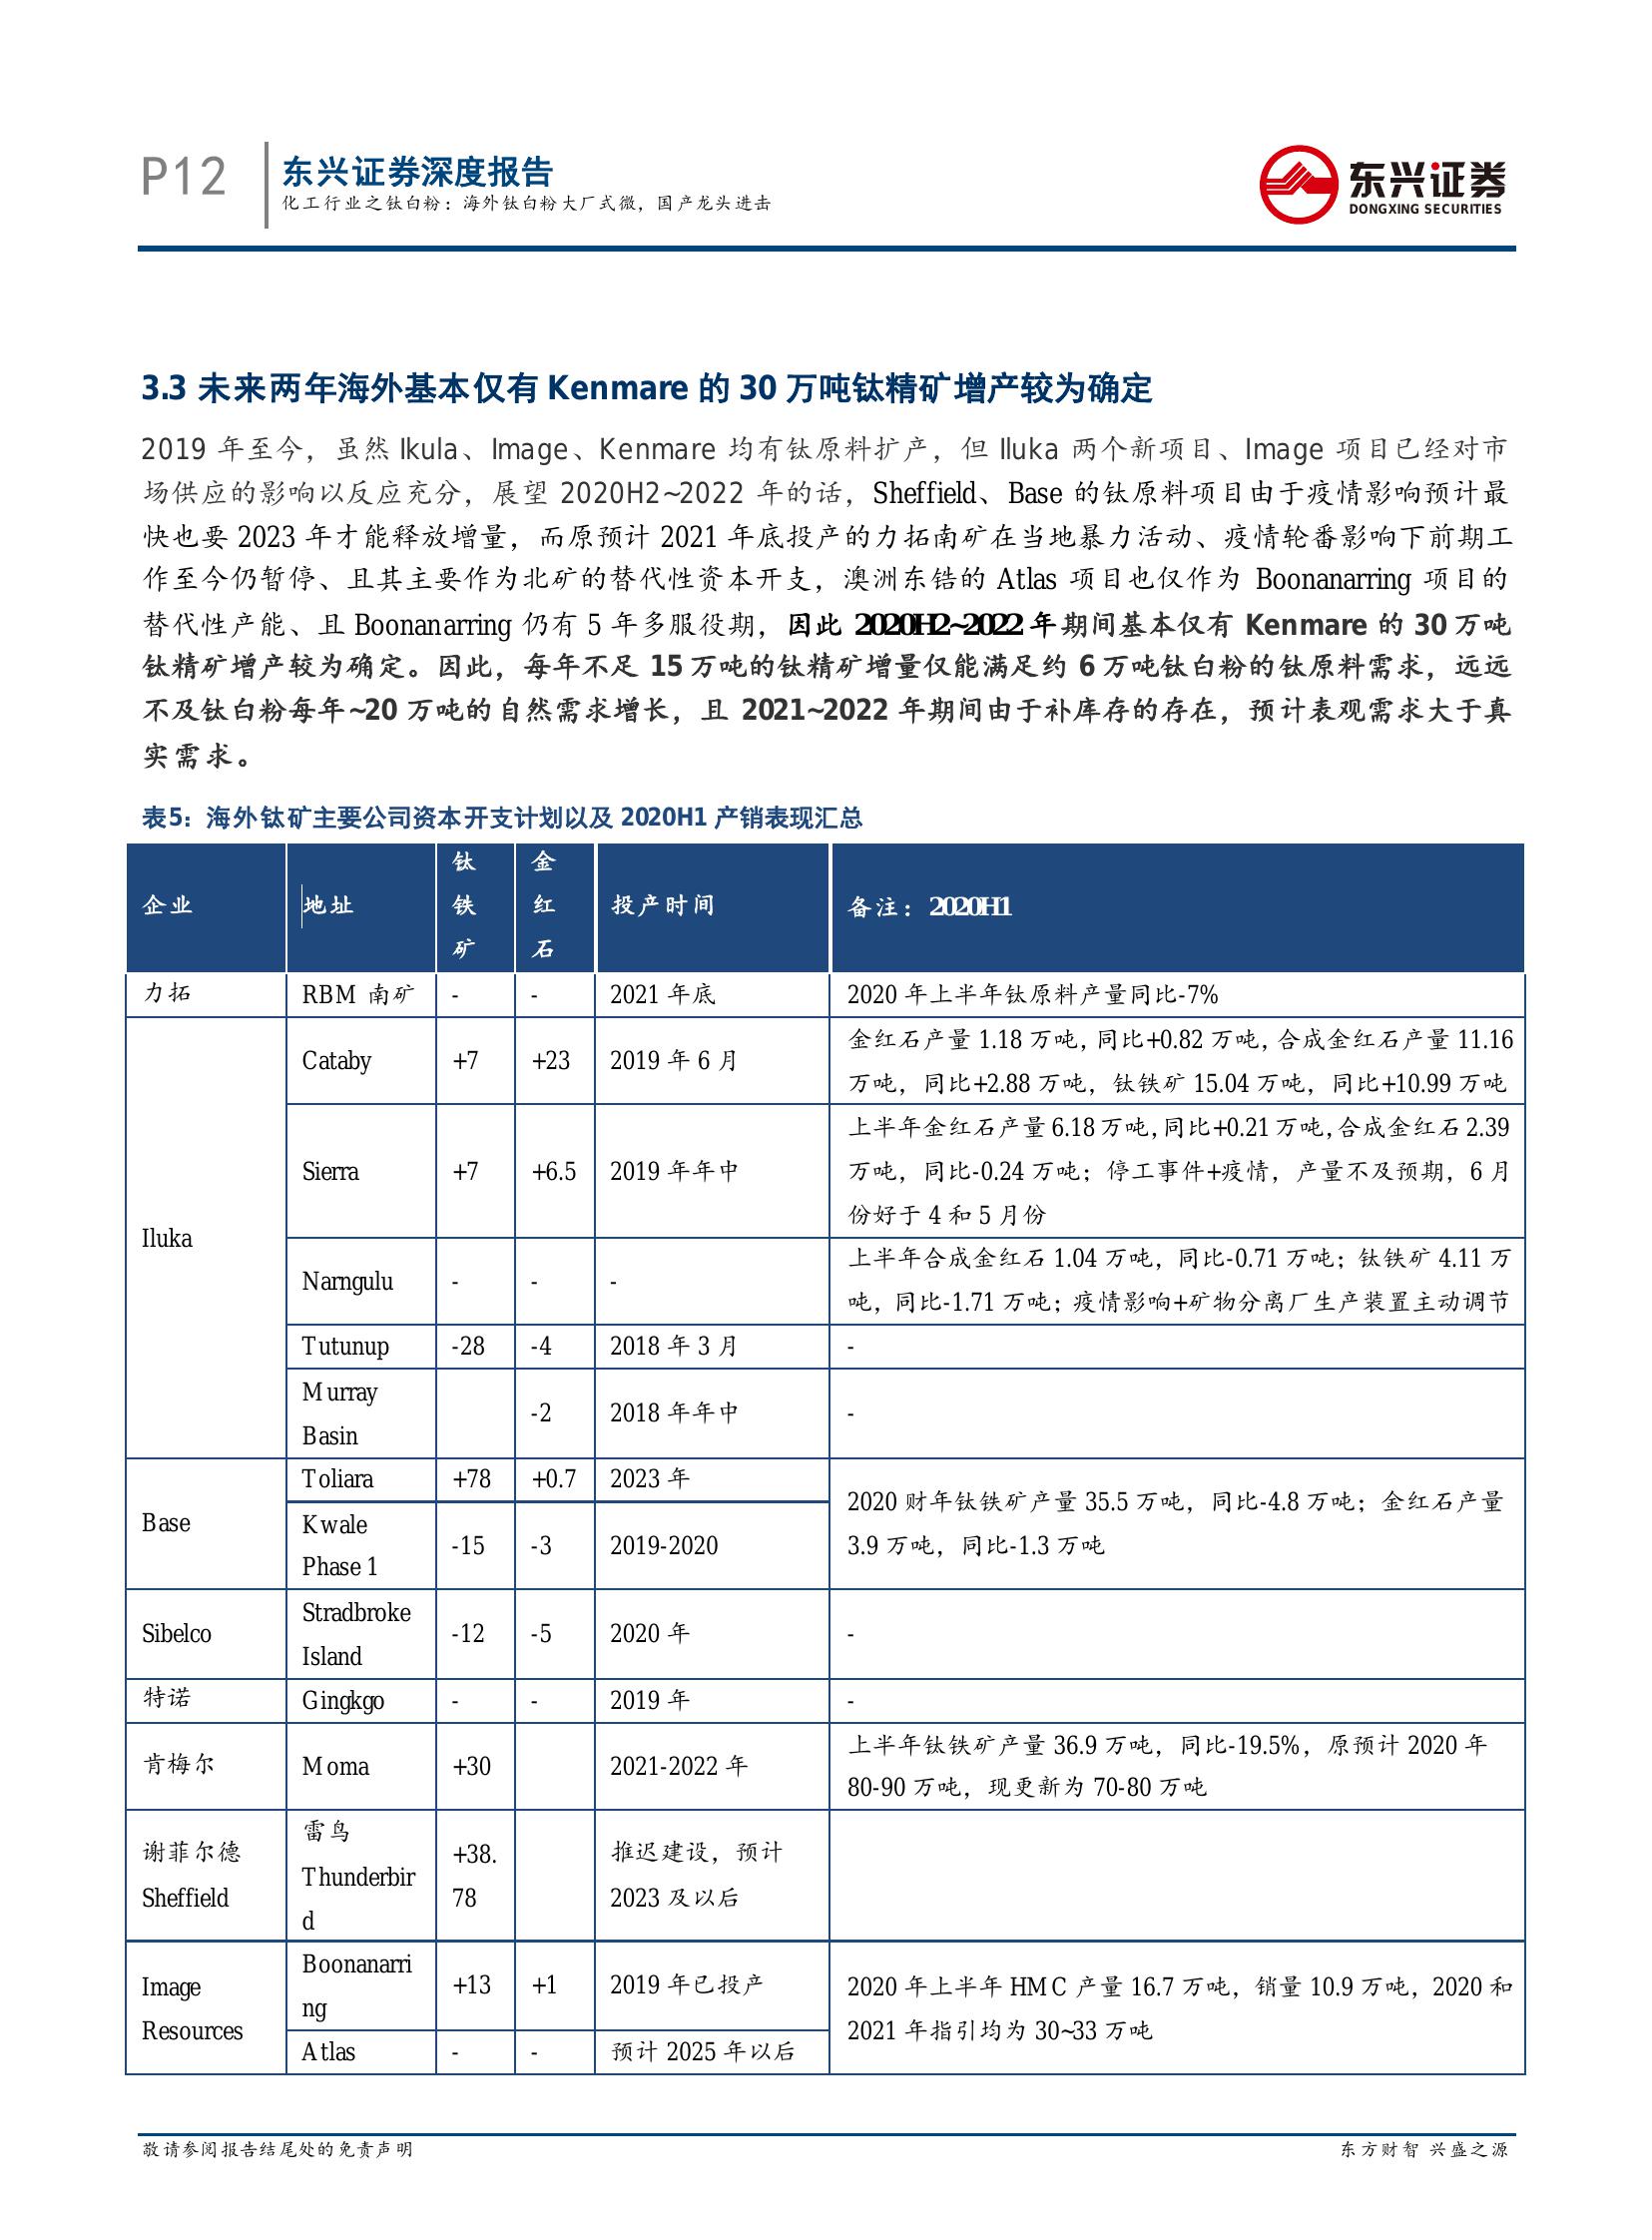 P12
东兴证券深度报告
化工行业之钛白粉：海外钛白粉大厂式微，国产龙头进击
东兴证券
DONGXING SECURITIES
3.3 未来两年海外基本仅有 Kenmare 的 30 万吨钛精矿增产较为确定
2019 年至今，虽然 Ikula、Image、Kenmare 均有钛原料扩产，但 Iluka 两个新项目、Image 项目已经对市
场供应的影响以反应充分，展望 2020H2~2022 年的话，Sheffield、Base 的钛原料项目由于疫情影响预计最
快也要 2023 年才能释放增量，而原预计 2021 年底投产的力拓南矿在当地暴力活动、疫情轮番影响下前期工
作至今仍暂停、且其主要作为北矿的替代性资本开支，澳洲东锆的 Atlas 项目也仅作为 Boonanarring 项目的
替代性产能、且 Boonanarring 仍有 5 年多服役期，因此 2020H2~2022 年期间基本仅有 Kenmare 的 30 万吨
钛精矿增产较为确定。因此，每年不足 15 万吨的钛精矿增量仅能满足约 6 万吨钛白粉的钛原料需求，远远
不及钛白粉每年~20 万吨的自然需求增长，且 2021~2022 年期间由于补库存的存在，预计表观需求大于真
实需求。
表5：海外钛矿主要公司资本开支计划以及 2020H1 产销表现汇总
企业 地址 钛铁矿 金红石 投产时间 备注：2020H1
力拓 RBM 南矿 - - 2021 年底 2020 年上半年钛原料产量同比-7%
Iluka
Cataby +7 +23 2019 年 6 月 金红石产量 1.18 万吨，同比+0.82 万吨，合成金红石产量 11.16
万吨，同比+2.88 万吨，钛铁矿 15.04 万吨，同比+10.99 万吨
Sierra +7 +6.5 2019 年年中 上半年金红石产量 6.18 万吨，同比+0.21 万吨，合成金红石 2.39
万吨，同比-0.24 万吨；停工事件+疫情，产量不及预期，6 月
份好于 4 和 5 月份
Narngulu - - - 上半年合成金红石 1.04 万吨，同比-0.71 万吨；钛铁矿 4.11 万
吨，同比-1.71 万吨；疫情影响+矿物分离厂生产装置主动调节
Tutunup -28 -4 2018 年 3 月 -
Murray
Basin -2 2018 年年中 -
Base
Toliara +78 +0.7 2023 年 2020 财年钛铁矿产量 35.5 万吨，同比-4.8 万吨；金红石产量
3.9 万吨，同比-1.3 万吨
Kwale
Phase 1 -15 -3 2019-2020
Sibelco Stradbroke
Island -12 -5 2020 年 -
特诺 Gingkgo - - 2019 年 -
肯梅尔 Moma +30 2021-2022 年 上半年钛铁矿产量 36.9 万吨，同比-19.5%，原预计 2020 年
80-90 万吨，现更新为 70-80 万吨
谢菲尔德
Sheffield
雷鸟
Thunderbir
d
+38.
78
推迟建设，预计
2023 及以后
Image
Resources
Boonanarri
ng +13 +1 2019 年已投产 2020 年上半年 HMC 产量 16.7 万吨，销量 10.9 万吨，2020 和
2021 年指引均为 30~33 万吨
Atlas - - 预计 2025 年以后
敬请参阅报告结尾处的免责声明
东方财智 兴盛之源